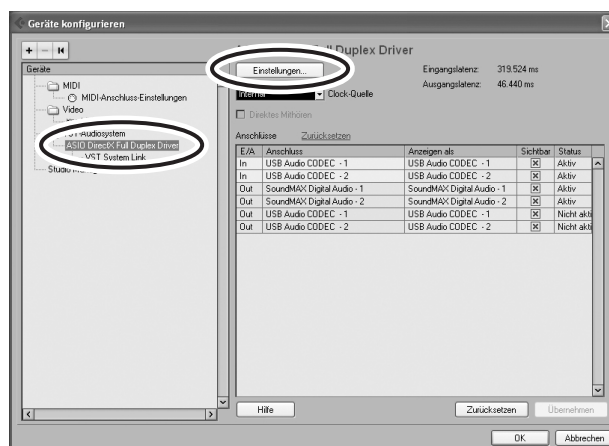 Geräte konfigurieren
Full Duplex Driver
Geräte
MIDI
MIDI-Anschluss-Einstellungen
Video
VST-Audiosystem
ASIO DirectX Full Duplex Driver
VST System Link
Einstellungen...
Eingangslatenz: 319.524 ms
Ausgangslatenz: 46.440 ms
Clock-Quelle
Direktes Mithören
Anschlüsse Zurücksetzen
E/A Anschluss Anzeigen als Sichtbar Status
In USB Audio CODEC - 1 USB Audio CODEC - 1 Aktiv
In USB Audio CODEC - 2 USB Audio CODEC - 2 Aktiv
Out SoundMAX Digital Audio - 1 SoundMAX Digital Audio - 1 Aktiv
Out SoundMAX Digital Audio - 2 SoundMAX Digital Audio - 2 Aktiv
Out USB Audio CODEC - 1 USB Audio CODEC - 1 Nicht akti
Out USB Audio CODEC - 2 USB Audio CODEC - 2 Nicht akti
Hilfe Zurücksetzen Übernehmen
OK Abbrechen